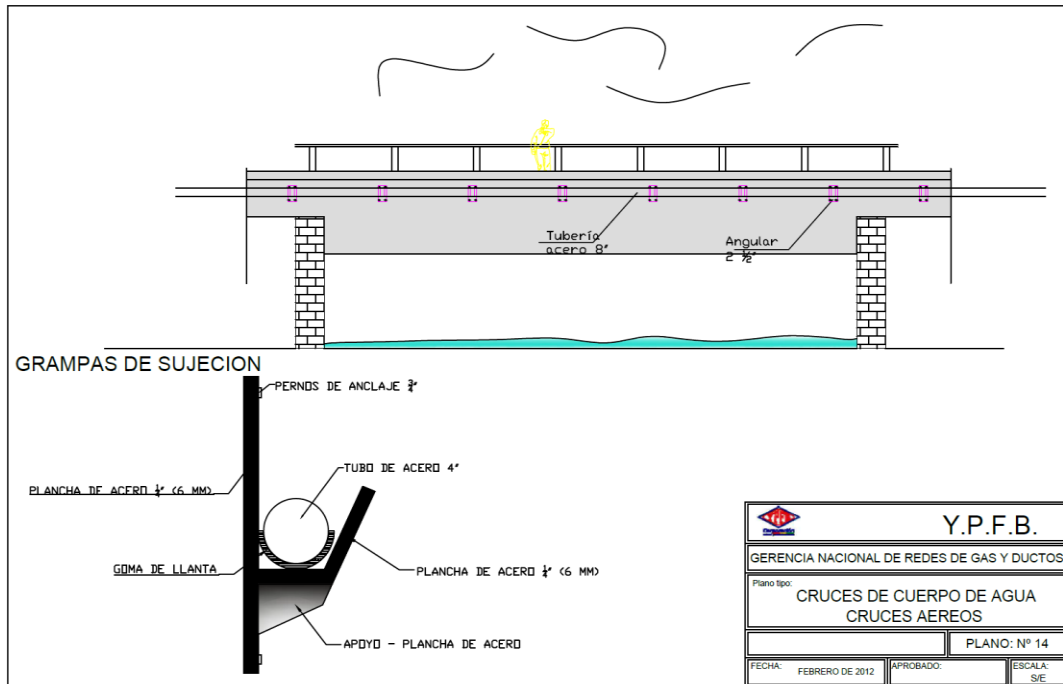 Tubería
acero 8"
Angular
2 ½"
GRAMPAS DE SUJECION
PERNOS DE ANCLAJE ¾"
TUBO DE ACERO 4"
PLANCHA DE ACERO ¼" (6 MM)
GOMA DE LLANTA
PLANCHA DE ACERO ¼" (6 MM)
APOYO - PLANCHA DE ACERO
Y.P.F.B.
GERENCIA NACIONAL DE REDES DE GAS Y DUCTOS
Plano tipo:
CRUCES DE CUERPO DE AGUA
CRUCES AEREOS
PLANO: Nº 14
FECHA:
FEBRERO DE 2012
APROBADO:
ESCALA:
S/E